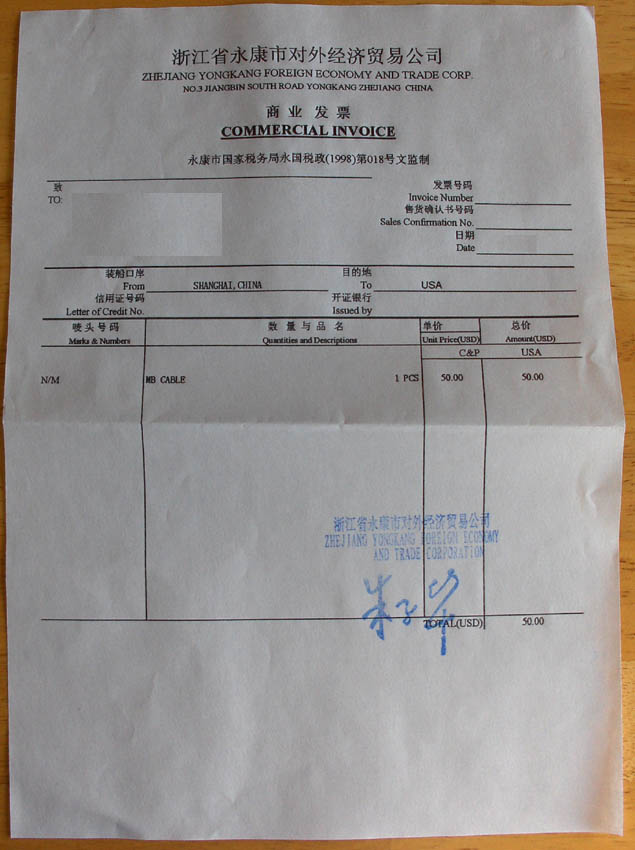 浙江省永康市对外经济贸易公司
ZHEJIANG YONGKANG FOREIGN ECONOMY AND TRADE CORP.
NO.3 JIANGBIN SOUTH ROAD YONGKANG ZHEJIANG CHINA
商业发票
COMMERCIAL INVOICE
永康市国家税务局永国税政(1998)第018号文监制
致
TO:
发票号码
Invoice Number
售货确认书号码
Sales Confirmation No.
日期
Date
装船口岸 目的地
From SHANGHAI, CHINA To USA
信用证号码 开证银行
Letter of Credit No. Issued by
唛头号码 数量与品名 单价 总价
Marks & Numbers Quantities and Descriptions Unit Price(USD) Amount(USD)
C&P USA
N/M MB CABLE 1 PCS 50.00 50.00
浙江省永康市对外经济贸易公司
ZHEJIANG YONGKANG FOREIGN ECONOMY
AND TRADE CORPORATION
TOTAL(USD) 50.00